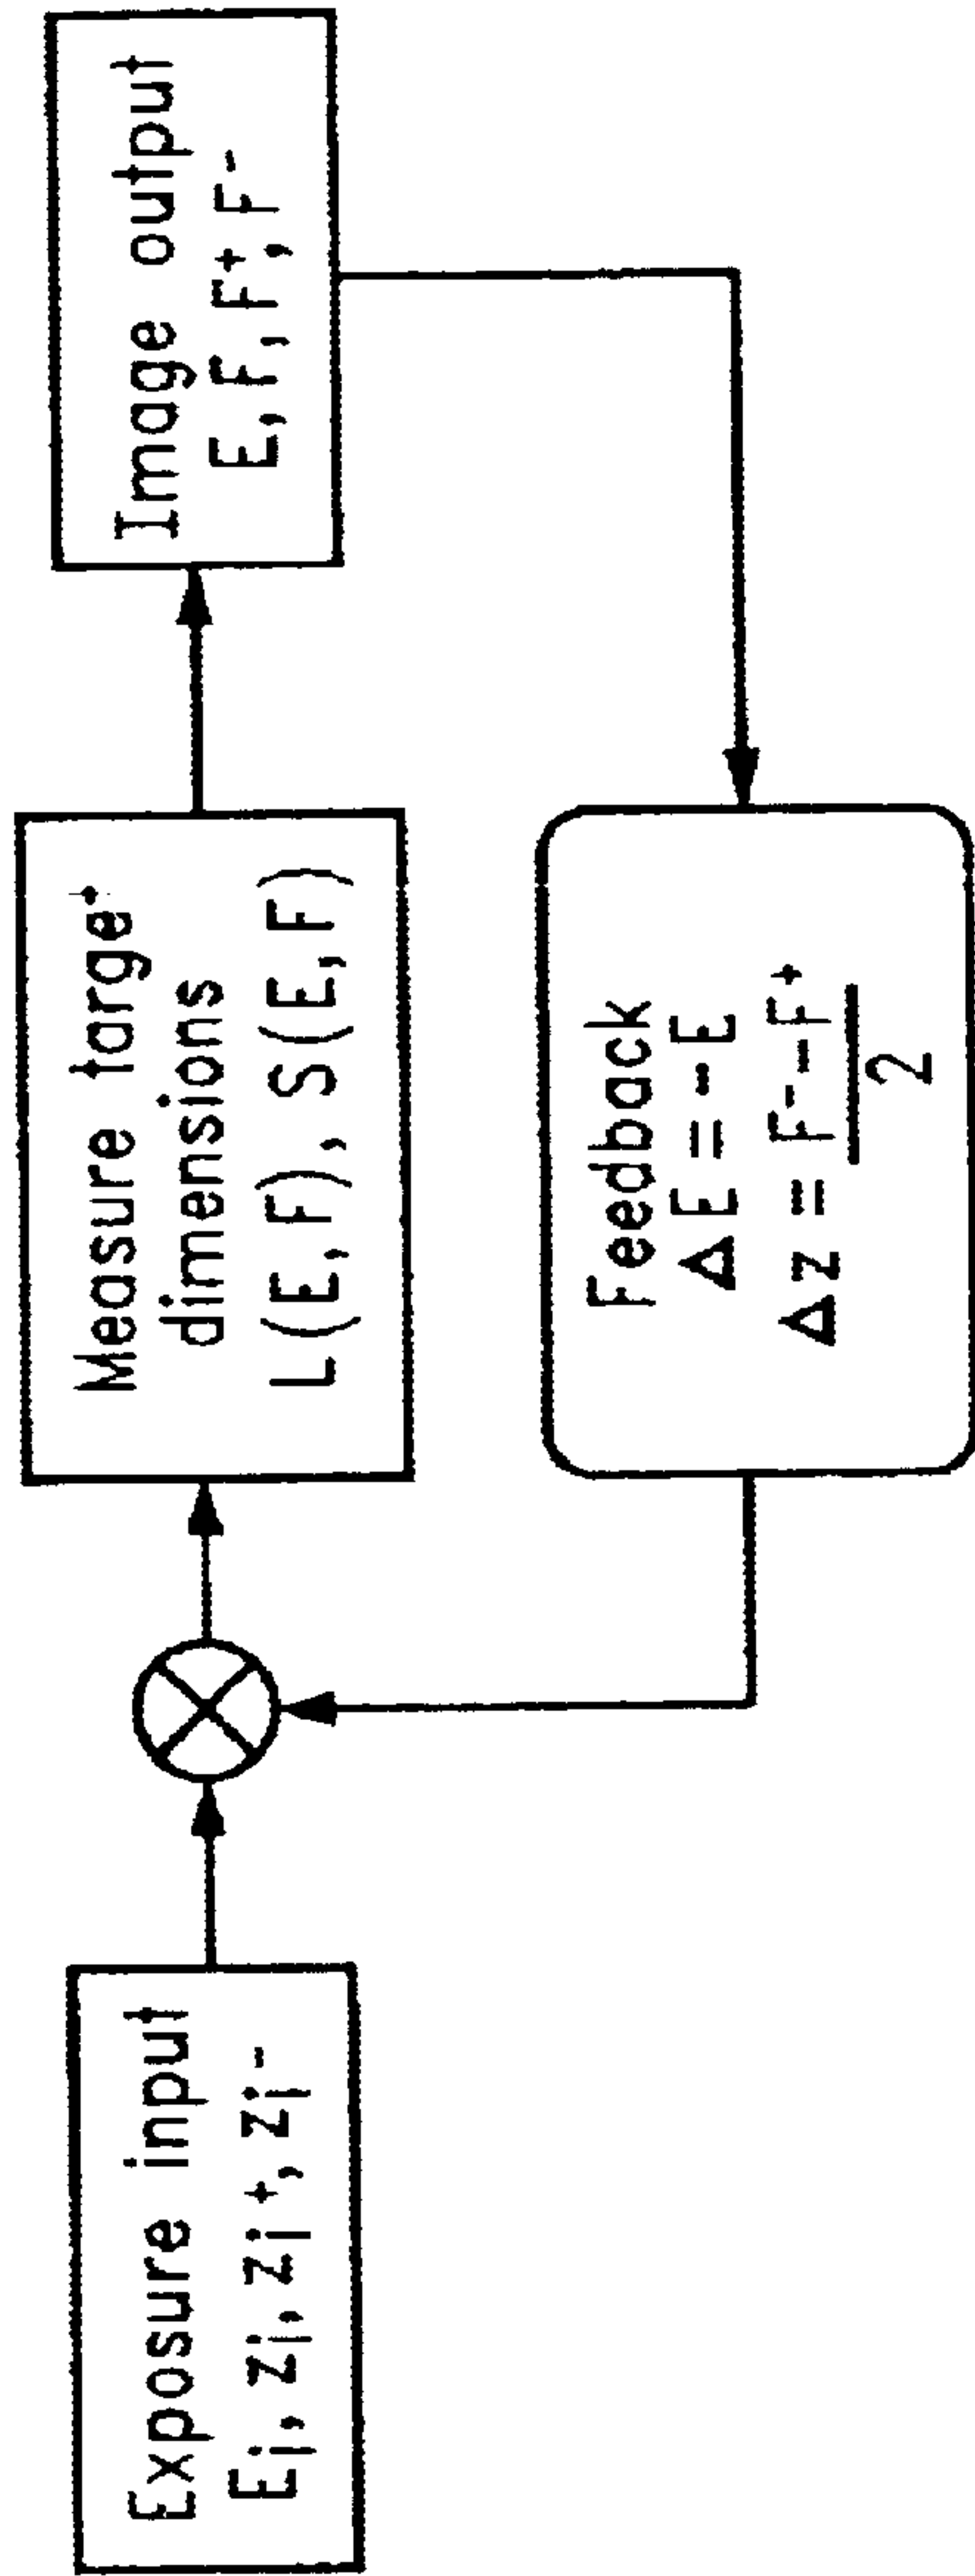 Exposure input
Ei, zi, zi+, zi-
Measure target
dimensions
L(E,F), S(E,F)
Image output
E, F, F+, F-
Feedback
ΔE = -E
Δz = F- - F+
2